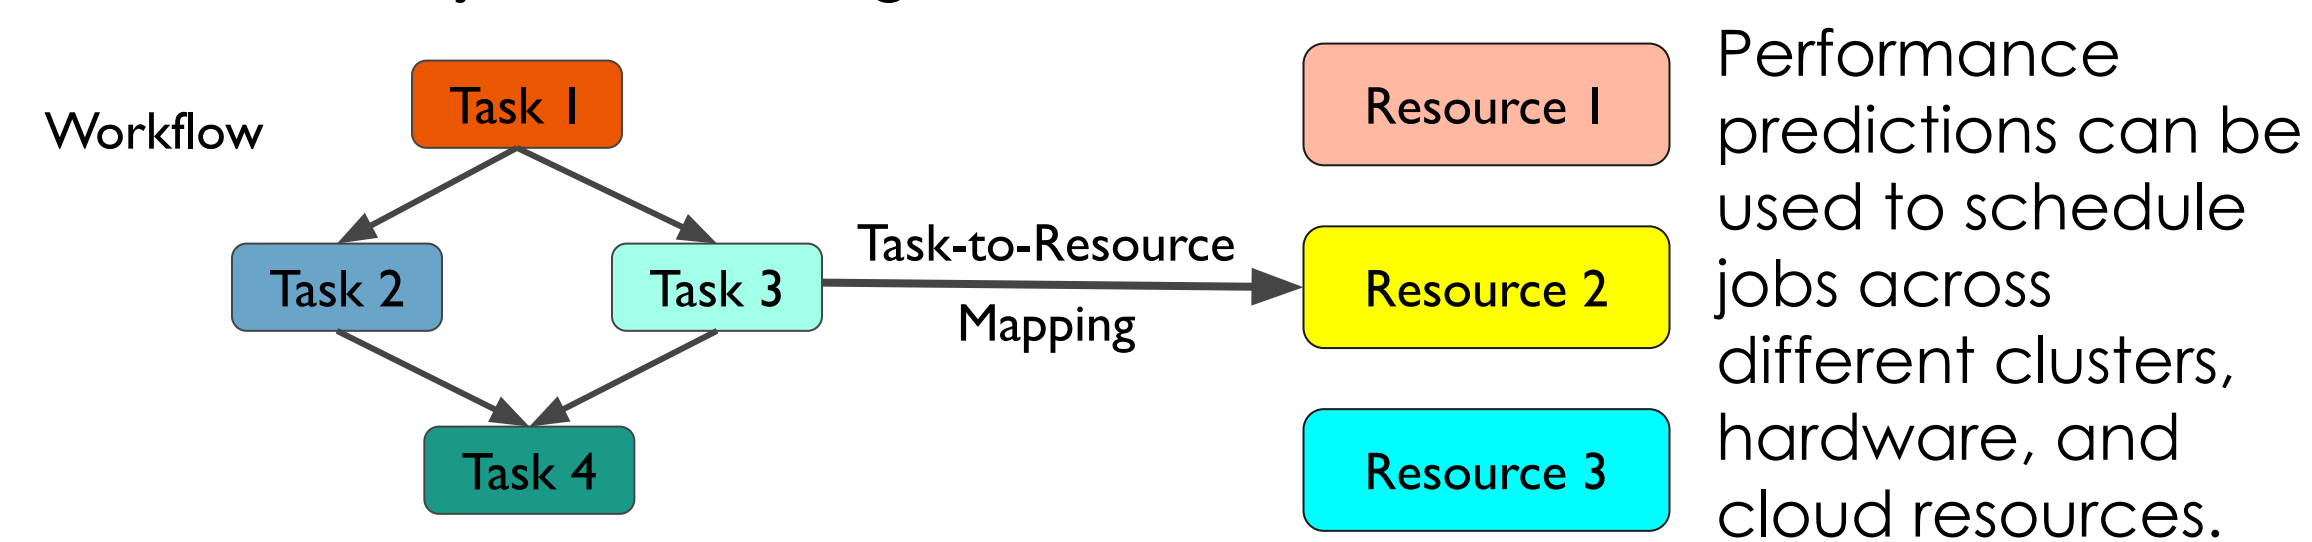 Workflow
Task 1
Task 2
Task 3
Task 4
Task-to-Resource
Mapping
Resource 1
Resource 2
Resource 3
Performance
predictions can be
used to schedule
jobs across
different clusters,
hardware, and
cloud resources.